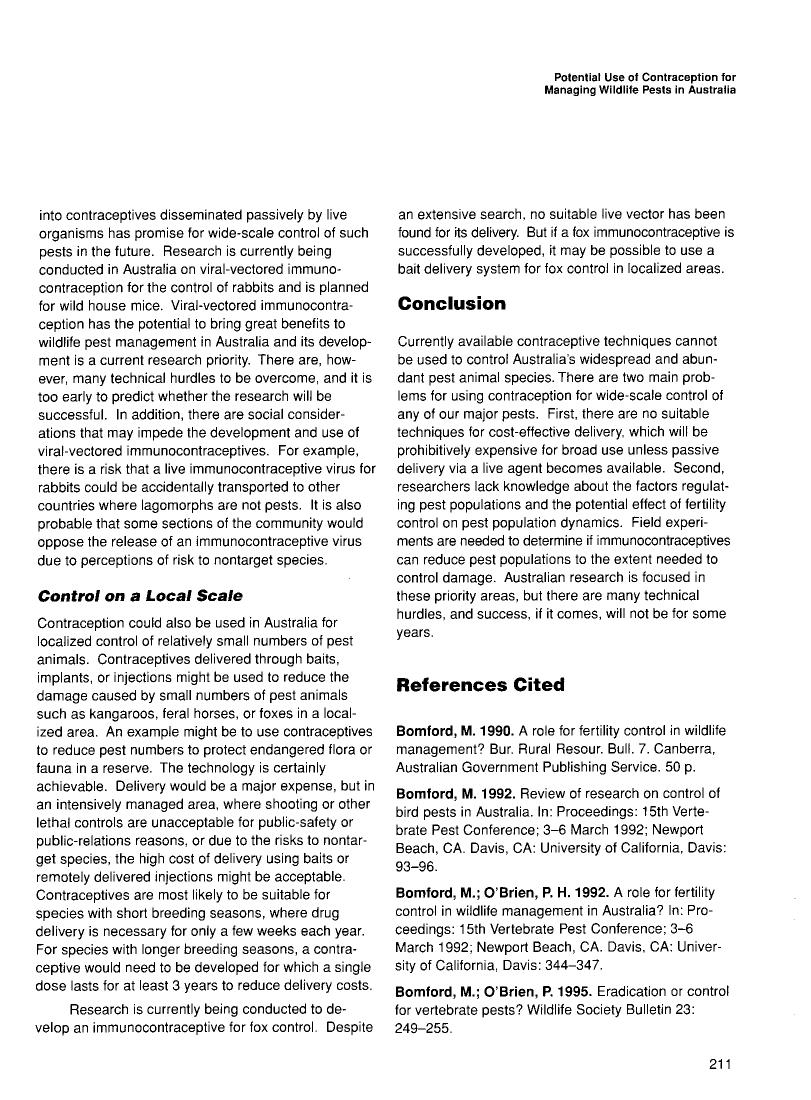 Potential Use of Contraception for
Managing Wildlife Pests in Australia
into contraceptives disseminated passively by live
organisms has promise for wide-scale control of such
pests in the future. Research is currently being
conducted in Australia on viral-vectored immuno-
contraception for the control of rabbits and is planned
for wild house mice. Viral-vectored immunocontra-
ception has the potential to bring great benefits to
wildlife pest management in Australia and its develop-
ment is a current research priority. There are, how-
ever, many technical hurdles to be overcome, and it is
too early to predict whether the research will be
successful. In addition, there are social consider-
ations that may impede the development and use of
viral-vectored immunocontraceptives. For example,
there is a risk that a live immunocontraceptive virus for
rabbits could be accidentally transported to other
countries where lagomorphs are not pests. It is also
probable that some sections of the community would
oppose the release of an immunocontraceptive virus
due to perceptions of risk to nontarget species.
Control on a Local Scale
Contraception could also be used in Australia for
localized control of relatively small numbers of pest
animals. Contraceptives delivered through baits,
implants, or injections might be used to reduce the
damage caused by small numbers of pest animals
such as kangaroos, feral horses, or foxes in a local-
ized area. An example might be to use contraceptives
to reduce pest numbers to protect endangered flora or
fauna in a reserve. The technology is certainly
achievable. Delivery would be a major expense, but in
an intensively managed area, where shooting or other
lethal controls are unacceptable for public-safety or
public-relations reasons, or due to the risks to nontar-
get species, the high cost of delivery using baits or
remotely delivered injections might be acceptable.
Contraceptives are most likely to be suitable for
species with short breeding seasons, where drug
delivery is necessary for only a few weeks each year.
For species with longer breeding seasons, a contra-
ceptive would need to be developed for which a single
dose lasts for at least 3 years to reduce delivery costs.
Research is currently being conducted to de-
velop an immunocontraceptive for fox control. Despite
an extensive search, no suitable live vector has been
found for its delivery. But if a fox immunocontraceptive is
successfully developed, it may be possible to use a
bait delivery system for fox control in localized areas.
Conclusion
Currently available contraceptive techniques cannot
be used to control Australia's widespread and abun-
dant pest animal species. There are two main prob-
lems for using contraception for wide-scale control of
any of our major pests. First, there are no suitable
techniques for cost-effective delivery, which will be
prohibitively expensive for broad use unless passive
delivery via a live agent becomes available. Second,
researchers lack knowledge about the factors regulat-
ing pest populations and the potential effect of fertility
control on pest population dynamics. Field experi-
ments are needed to determine if immunocontraceptives
can reduce pest populations to the extent needed to
control damage. Australian research is focused in
these priority areas, but there are many technical
hurdles, and success, if it comes, will not be for some
years.
References Cited
Bomford, M. 1990. A role for fertility control in wildlife
management? Bur. Rural Resour. Bull. 7. Canberra,
Australian Government Publishing Service. 50 p.
Bomford, M. 1992. Review of research on control of
bird pests in Australia. In: Proceedings: 15th Verte-
brate Pest Conference; 3–6 March 1992; Newport
Beach, CA. Davis, CA: University of California, Davis:
93–96.
Bomford, M.; O'Brien, P. H. 1992. A role for fertility
control in wildlife management in Australia? In: Pro-
ceedings: 15th Vertebrate Pest Conference; 3–6
March 1992; Newport Beach, CA. Davis, CA: Univer-
sity of California, Davis: 344–347.
Bomford, M.; O'Brien, P. 1995. Eradication or control
for vertebrate pests? Wildlife Society Bulletin 23:
249–255.
211